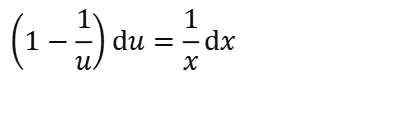 (1 − 1/u) du = 1/x dx